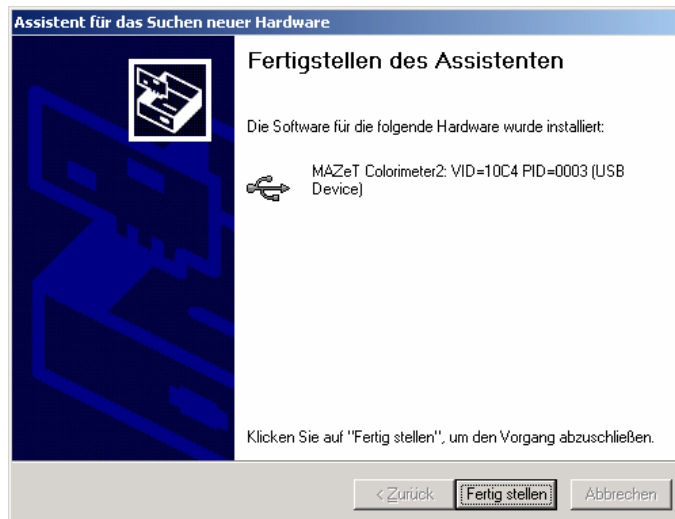 Assistent für das Suchen neuer Hardware
Fertigstellen des Assistenten
Die Software für die folgende Hardware wurde installiert:
MAZeT Colorimeter2: VID=10C4 PID=0003 (USB
Device)
Klicken Sie auf "Fertig stellen", um den Vorgang abzuschließen.
< Zurück
Fertig stellen
Abbrechen